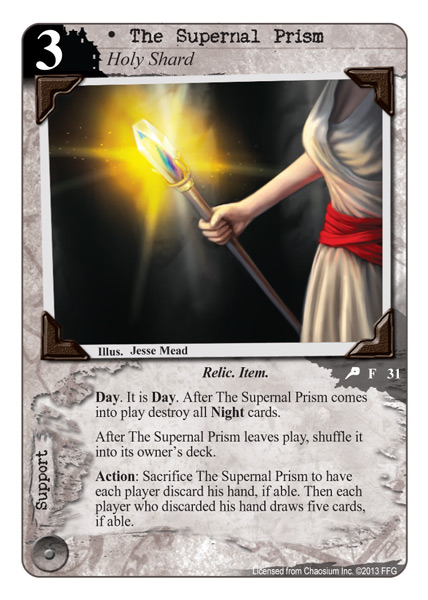 3
• The Supernal Prism
Holy Shard
Illus. Jesse Mead
Relic. Item.
F 31
Day. It is Day. After The Supernal Prism comes
into play destroy all Night cards.
After The Supernal Prism leaves play, shuffle it
into its owner's deck.
Action: Sacrifice The Supernal Prism to have
each player discard his hand, if able. Then each
player who discarded his hand draws five cards,
if able.
Support
Licensed from Chaosium Inc. ©2013 FFG